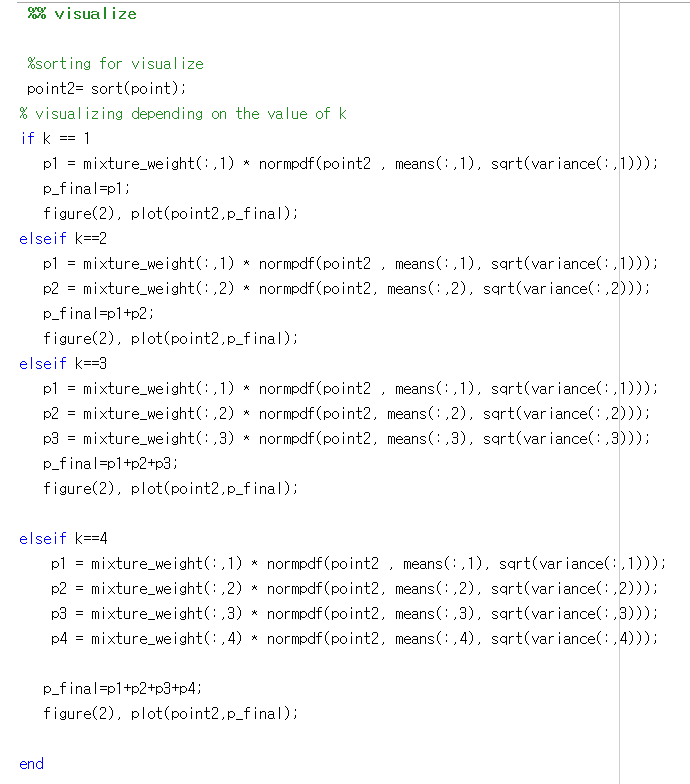 %% visualize
%sorting for visualize
point2= sort(point);
% visualizing depending on the value of k
if k == 1
p1 = mixture_weight(:,1) * normpdf(point2 , means(:,1), sqrt(variance(:,1)));
p_final=p1;
figure(2), plot(point2,p_final);
elseif k==2
p1 = mixture_weight(:,1) * normpdf(point2 , means(:,1), sqrt(variance(:,1)));
p2 = mixture_weight(:,2) * normpdf(point2, means(:,2), sqrt(variance(:,2)));
p_final=p1+p2;
figure(2), plot(point2,p_final);
elseif k==3
p1 = mixture_weight(:,1) * normpdf(point2 , means(:,1), sqrt(variance(:,1)));
p2 = mixture_weight(:,2) * normpdf(point2, means(:,2), sqrt(variance(:,2)));
p3 = mixture_weight(:,3) * normpdf(point2, means(:,3), sqrt(variance(:,3)));
p_final=p1+p2+p3;
figure(2), plot(point2,p_final);
elseif k==4
p1 = mixture_weight(:,1) * normpdf(point2 , means(:,1), sqrt(variance(:,1)));
p2 = mixture_weight(:,2) * normpdf(point2, means(:,2), sqrt(variance(:,2)));
p3 = mixture_weight(:,3) * normpdf(point2, means(:,3), sqrt(variance(:,3)));
p4 = mixture_weight(:,4) * normpdf(point2, means(:,4), sqrt(variance(:,4)));
p_final=p1+p2+p3+p4;
figure(2), plot(point2,p_final);
end